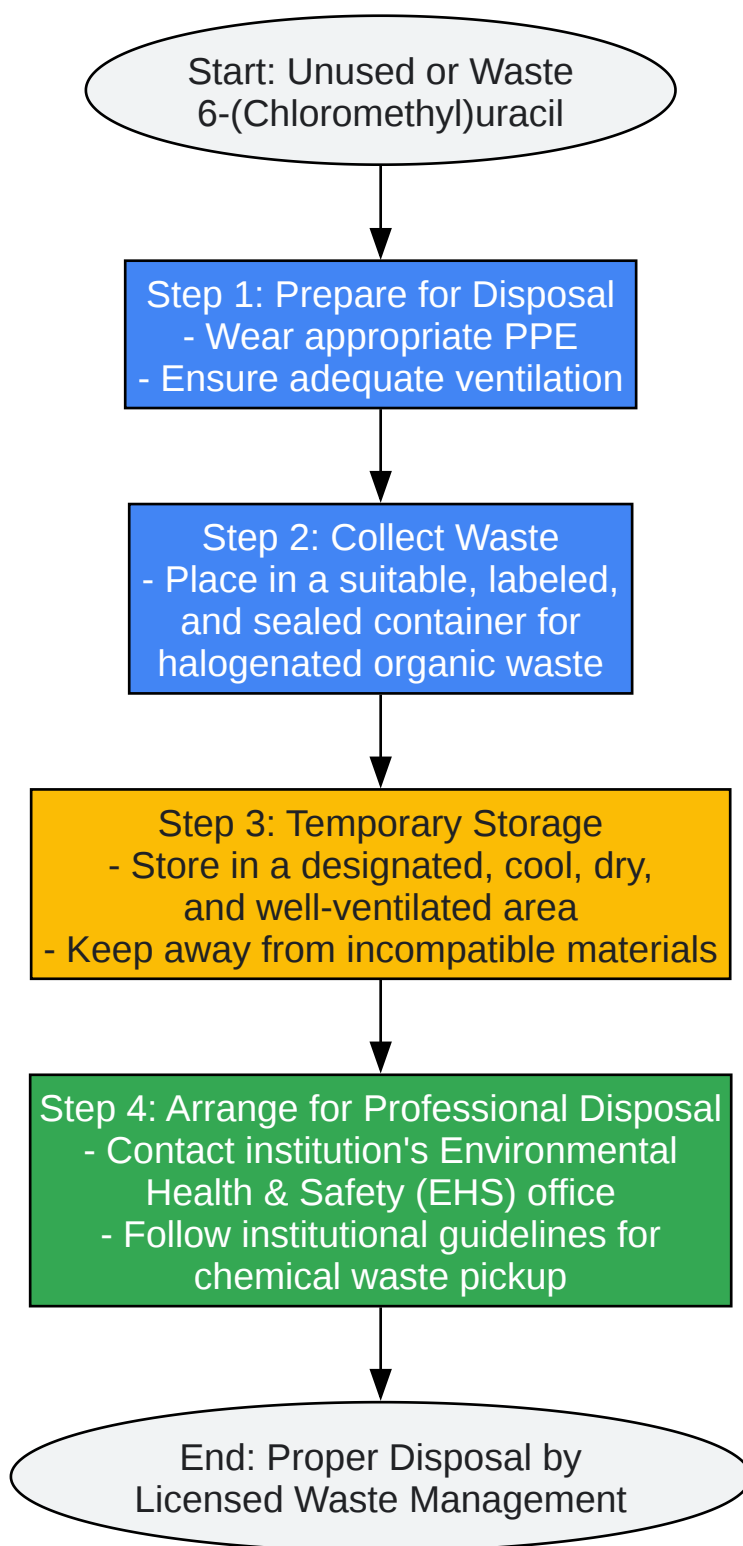 Start: Unused or Waste
6-(Chloromethyl)uracil
Step 1: Prepare for Disposal
- Wear appropriate PPE
- Ensure adequate ventilation
Step 2: Collect Waste
- Place in a suitable, labeled,
and sealed container for
halogenated organic waste
Step 3: Temporary Storage
- Store in a designated, cool, dry,
and well-ventilated area
- Keep away from incompatible materials
Step 4: Arrange for Professional Disposal
- Contact institution's Environmental
Health & Safety (EHS) office
- Follow institutional guidelines for
chemical waste pickup
End: Proper Disposal by
Licensed Waste Management